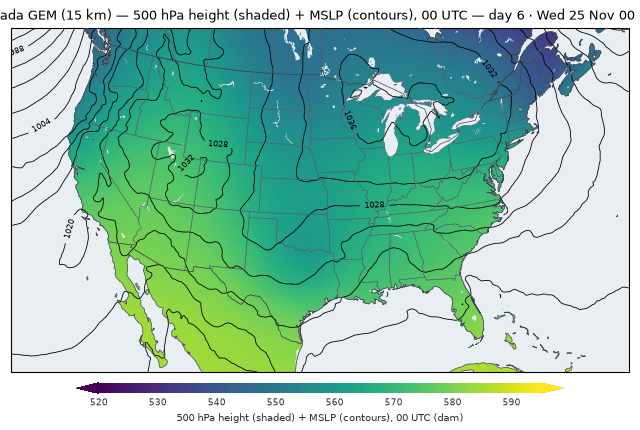 ada GEM (15 km) — 500 hPa height (shaded) + MSLP (contours), 00 UTC — day 6 · Wed 25 Nov 00
988
1004
1020
1028
1032
1028
1036
1032
520 530 540 550 560 570 580 590
500 hPa height (shaded) + MSLP (contours), 00 UTC (dam)